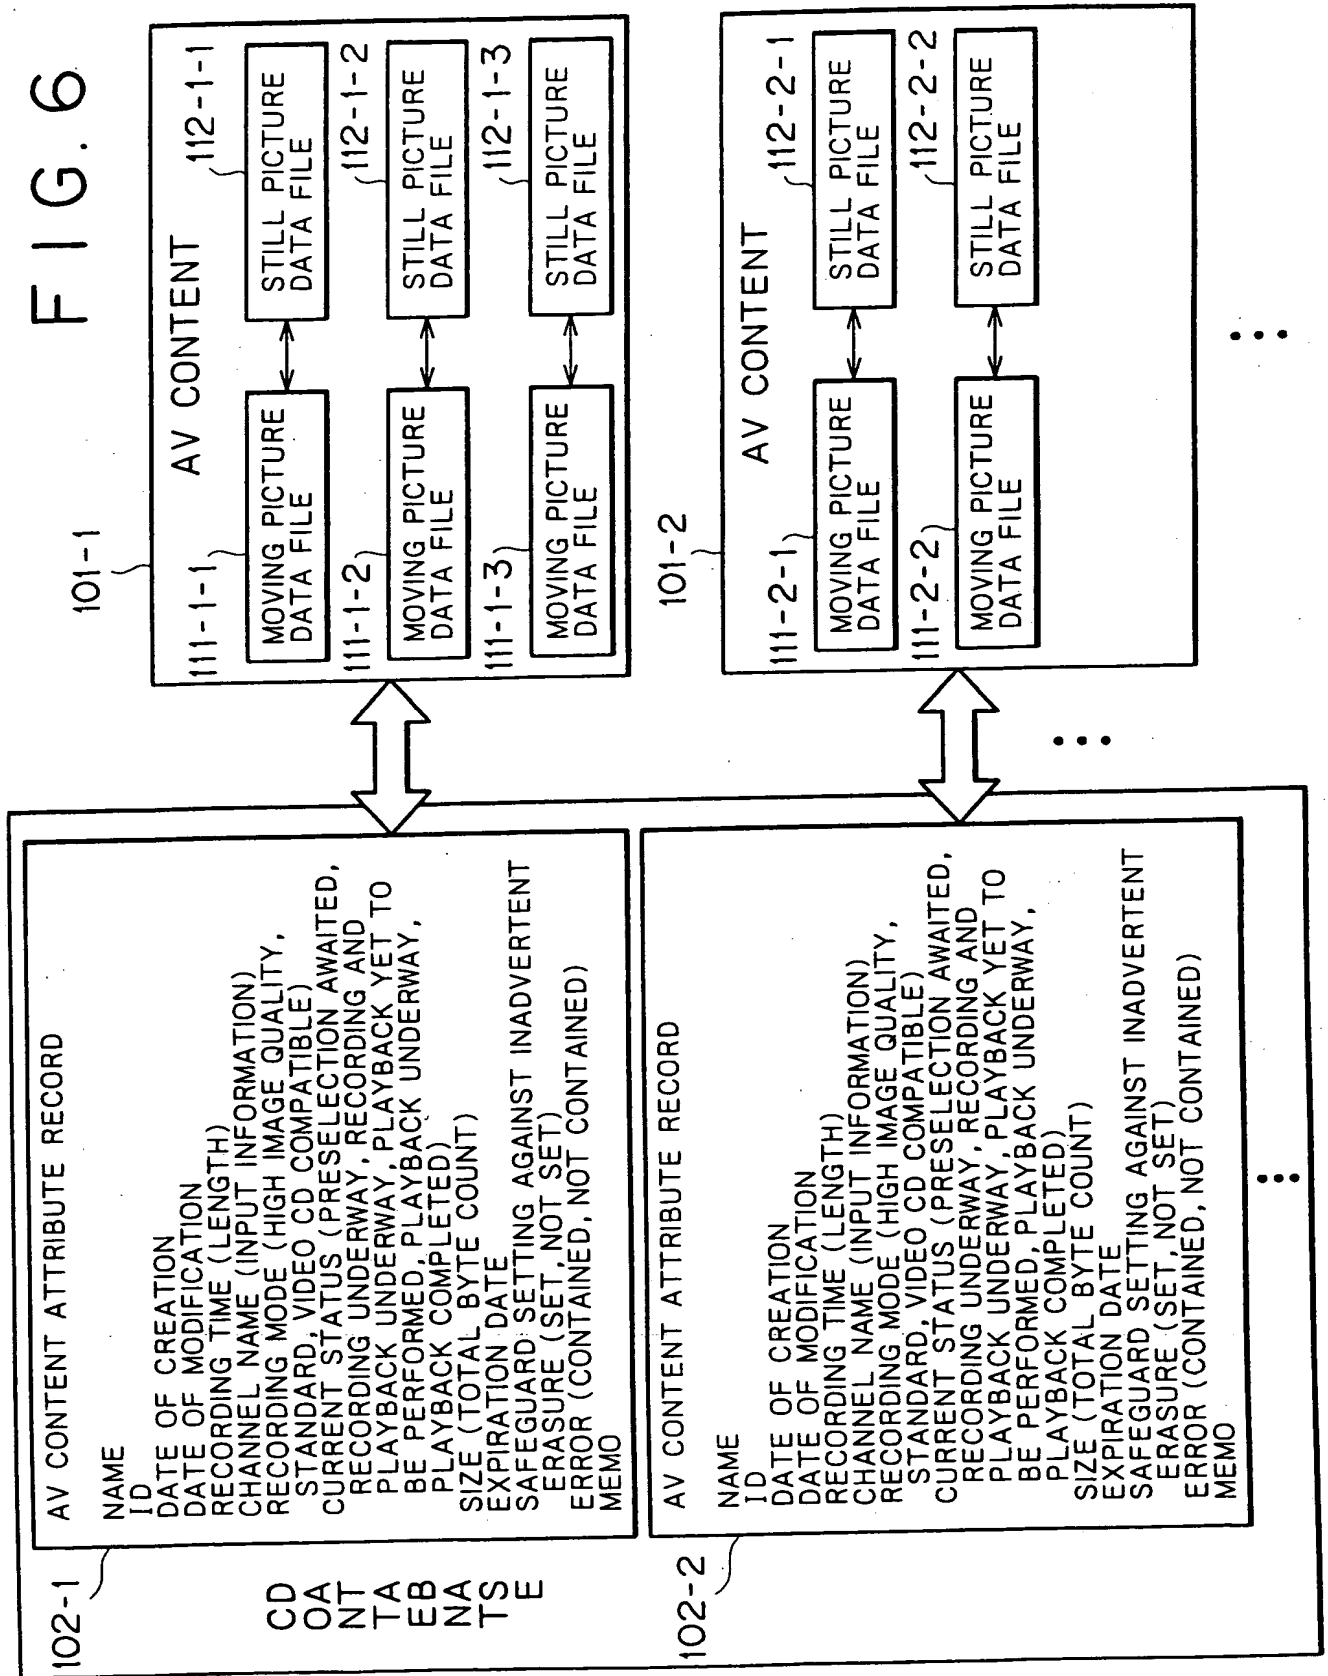 FIG. 6
102-1
CONTENT
DATABASE
AV CONTENT ATTRIBUTE RECORD
NAME
ID
DATE OF CREATION
DATE OF MODIFICATION
RECORDING TIME (LENGTH)
CHANNEL NAME (INPUT INFORMATION)
RECORDING MODE (HIGH IMAGE QUALITY,
STANDARD, VIDEO CD COMPATIBLE)
CURRENT STATUS (PRESELECTION AWAITED,
RECORDING UNDERWAY, RECORDING AND
PLAYBACK UNDERWAY, PLAYBACK YET TO
BE PERFORMED, PLAYBACK UNDERWAY,
PLAYBACK COMPLETED)
SIZE (TOTAL BYTE COUNT)
EXPIRATION DATE
SAFEGUARD SETTING AGAINST INADVERTENT
ERASURE (SET, NOT SET)
ERROR (CONTAINED, NOT CONTAINED)
MEMO
101-1
AV CONTENT
111-1-1
MOVING PICTURE
DATA FILE
112-1-1
STILL PICTURE
DATA FILE
111-1-2
MOVING PICTURE
DATA FILE
112-1-2
STILL PICTURE
DATA FILE
111-1-3
MOVING PICTURE
DATA FILE
112-1-3
STILL PICTURE
DATA FILE
102-2
AV CONTENT ATTRIBUTE RECORD
NAME
ID
DATE OF CREATION
DATE OF MODIFICATION
RECORDING TIME (LENGTH)
CHANNEL NAME (INPUT INFORMATION)
RECORDING MODE (HIGH IMAGE QUALITY,
STANDARD, VIDEO CD COMPATIBLE)
CURRENT STATUS (PRESELECTION AWAITED,
RECORDING UNDERWAY, RECORDING AND
PLAYBACK UNDERWAY, PLAYBACK YET TO
BE PERFORMED, PLAYBACK UNDERWAY,
PLAYBACK COMPLETED)
SIZE (TOTAL BYTE COUNT)
EXPIRATION DATE
SAFEGUARD SETTING AGAINST INADVERTENT
ERASURE (SET, NOT SET)
ERROR (CONTAINED, NOT CONTAINED)
MEMO
101-2
AV CONTENT
111-2-1
MOVING PICTURE
DATA FILE
112-2-1
STILL PICTURE
DATA FILE
111-2-2
MOVING PICTURE
DATA FILE
112-2-2
STILL PICTURE
DATA FILE